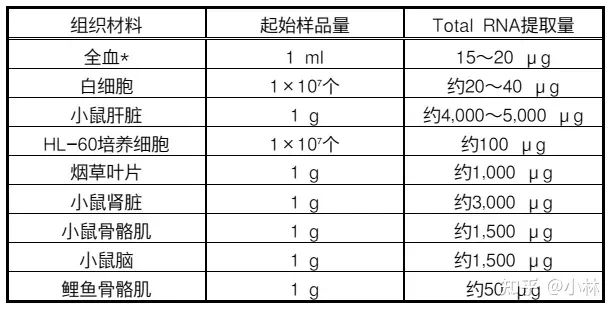 组织材料 起始样品量 Total RNA提取量
全血* 1 ml 15～20 μg
白细胞 1×10⁷个 约20～40 μg
小鼠肝脏 1 g 约4,000～5,000 μg
HL-60培养细胞 1×10⁷个 约100 μg
烟草叶片 1 g 约1,000 μg
小鼠肾脏 1 g 约3,000 μg
小鼠骨骼肌 1 g 约1,500 μg
小鼠脑 1 g 约1,500 μg
鲤鱼骨骼肌 1 g 约50 μg
知乎 @小林